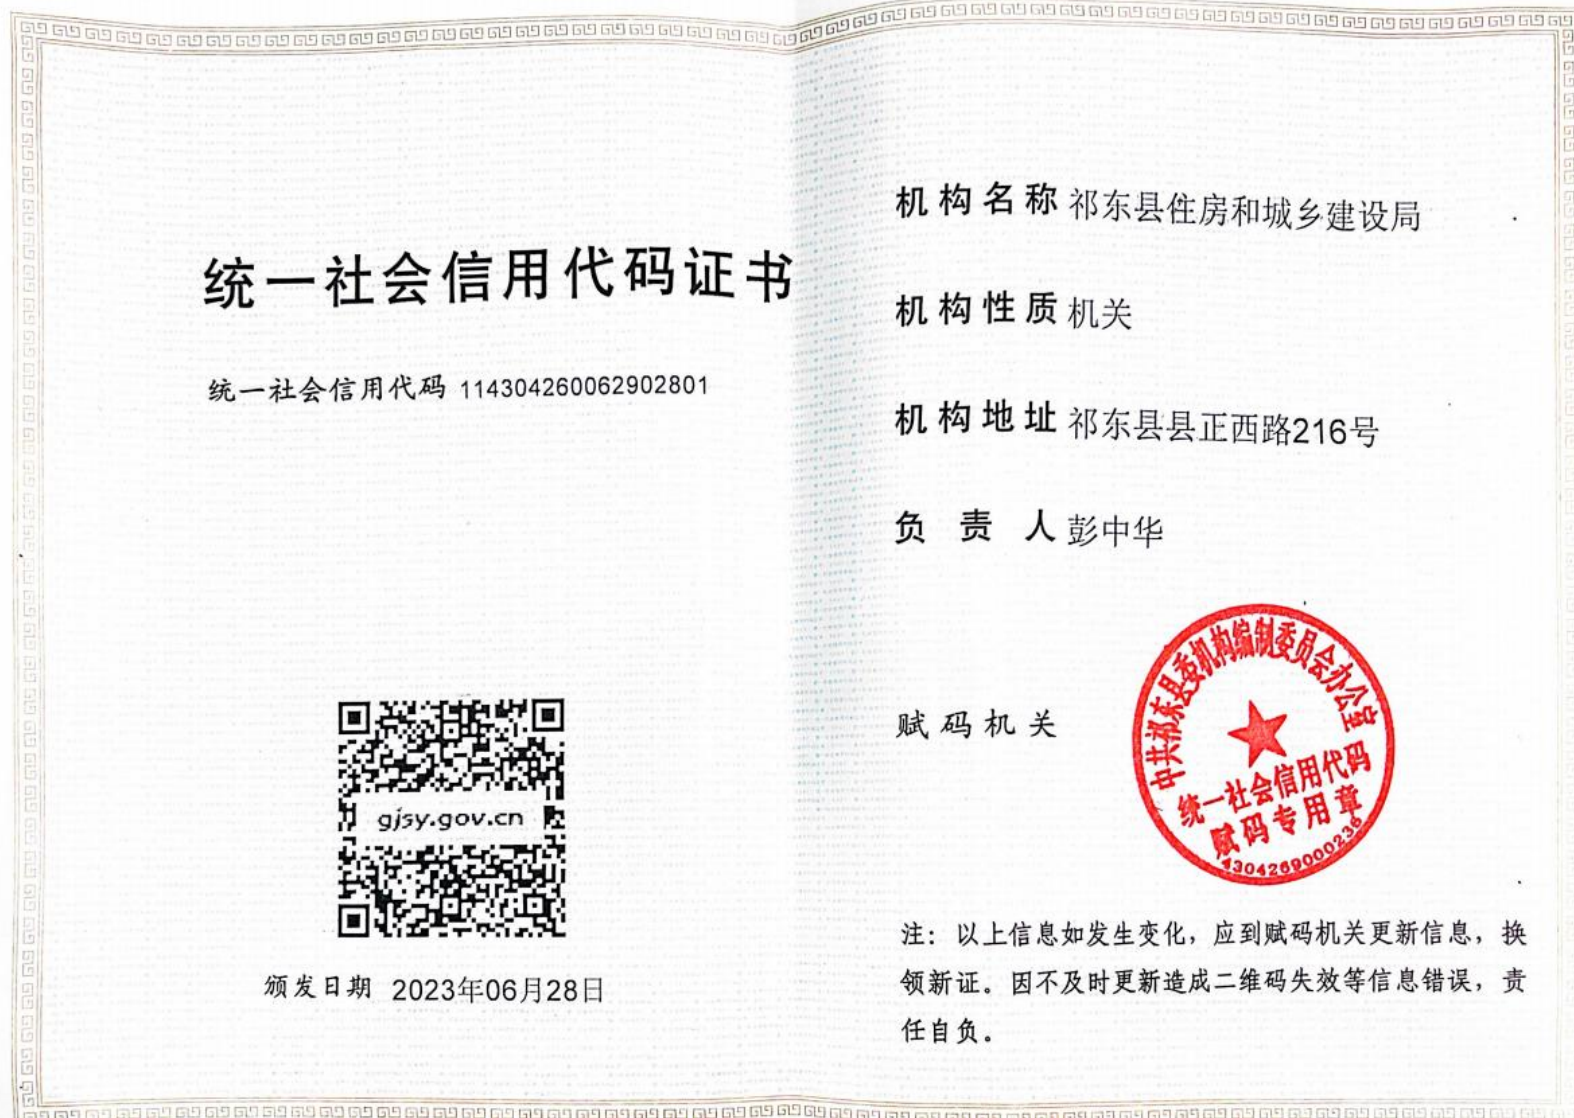 统一社会信用代码证书
统一社会信用代码 114304260062902801
gjsy.gov.cn
颁发日期 2023年06月28日
机构名称 祁东县住房和城乡建设局
机构性质 机关
机构地址 祁东县县正西路216号
负责人 彭中华
赋码机关
中共祁东县委机构编制委员会办公室
统一社会信用代码
赋码专用章
4304269000236
注：以上信息如发生变化，应到赋码机关更新信息，换
领新证。因不及时更新造成二维码失效等信息错误，责
任自负。